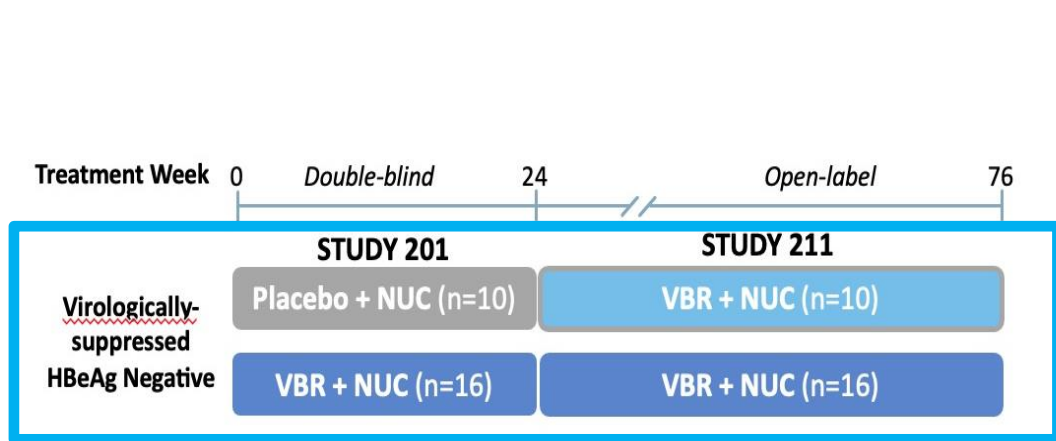 Treatment Week 0 Double-blind 24 Open-label 76
STUDY 201 STUDY 211
Virologically-
suppressed
HBeAg Negative
Placebo + NUC (n=10) VBR + NUC (n=10)
VBR + NUC (n=16) VBR + NUC (n=16)